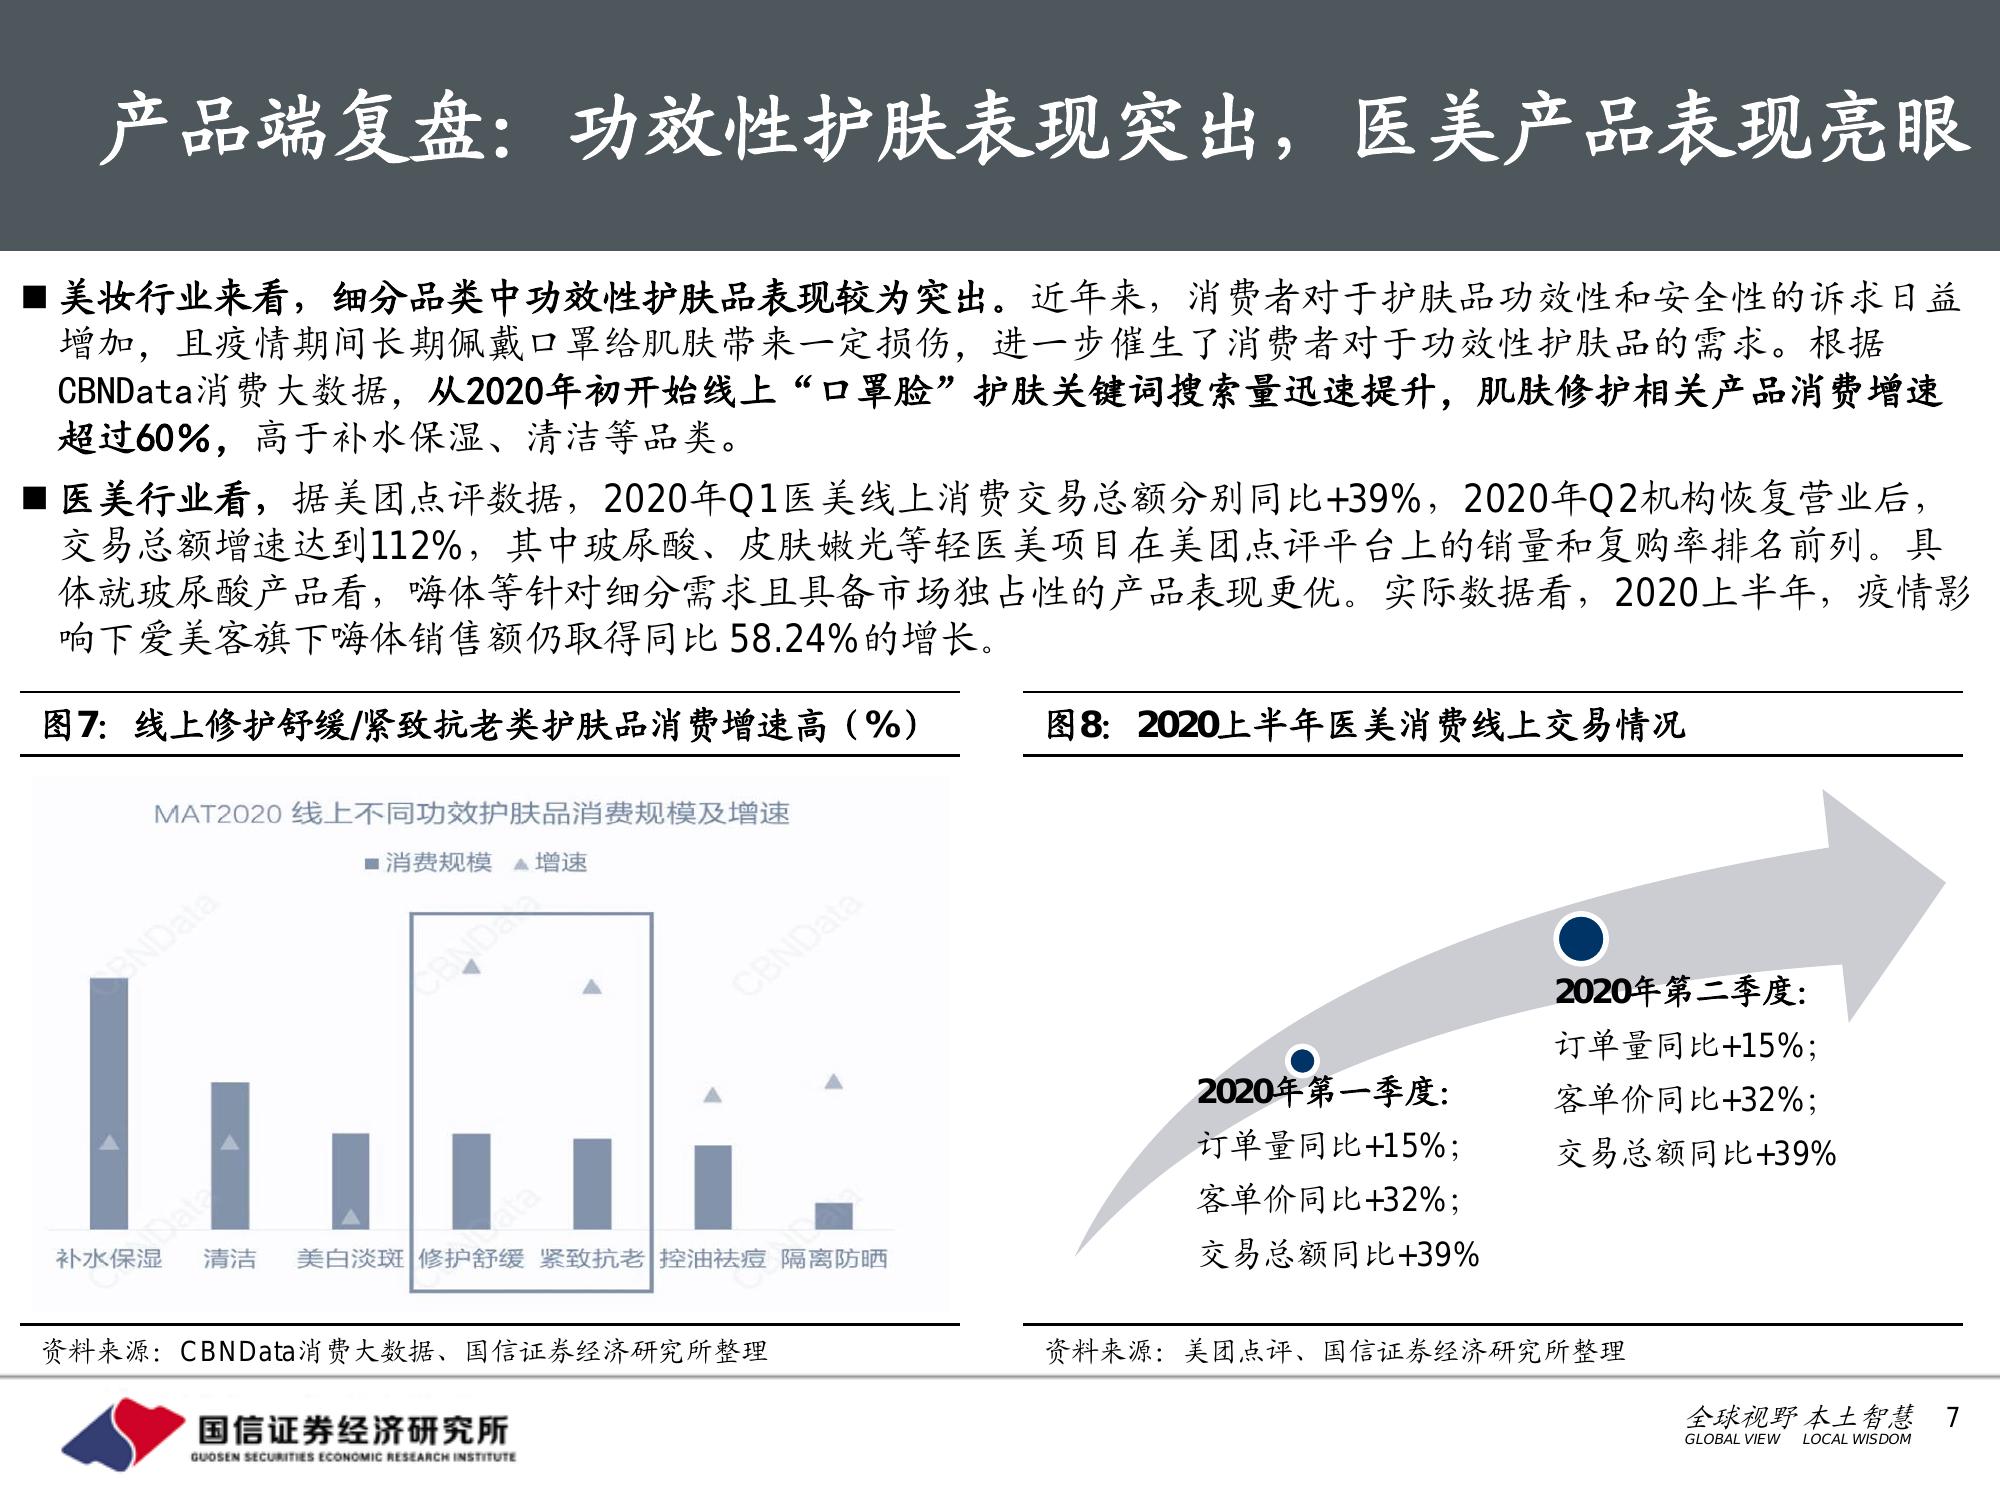 产品端复盘：功效性护肤表现突出，医美产品表现亮眼
■ 美妆行业来看，细分品类中功效性护肤品表现较为突出。近年来，消费者对于护肤品功效性和安全性的诉求日益
增加，且疫情期间长期佩戴口罩给肌肤带来一定损伤，进一步催生了消费者对于功效性护肤品的需求。根据
CBNData消费大数据，从2020年初开始线上“口罩脸”护肤关键词搜索量迅速提升，肌肤修护相关产品消费增速
超过60%，高于补水保湿、清洁等品类。
■ 医美行业看，据美团点评数据，2020年Q1医美线上消费交易总额分别同比+39%，2020年Q2机构恢复营业后，
交易总额增速达到112%，其中玻尿酸、皮肤嫩光等轻医美项目在美团点评平台上的销量和复购率排名前列。具
体就玻尿酸产品看，嗨体等针对细分需求且具备市场独占性的产品表现更优。实际数据看，2020上半年，疫情影
响下爱美客旗下嗨体销售额仍取得同比 58.24%的增长。
图7：线上修护舒缓/紧致抗老类护肤品消费增速高（%）
MAT2020 线上不同功效护肤品消费规模及增速
消费规模 增速
CBNData CBNData CBNData
CBNData CBNData CBNData
补水保湿 清洁 美白淡斑 修护舒缓 紧致抗老 控油祛痘 隔离防晒
资料来源：CBNData消费大数据、国信证券经济研究所整理
图8：2020上半年医美消费线上交易情况
2020年第一季度：
订单量同比+15%；
客单价同比+32%；
交易总额同比+39%
2020年第二季度：
订单量同比+15%；
客单价同比+32%；
交易总额同比+39%
资料来源：美团点评、国信证券经济研究所整理
国信证券经济研究所
GUOSEN SECURITIES ECONOMIC RESEARCH INSTITUTE
全球视野 本土智慧
GLOBAL VIEW LOCAL WISDOM
7